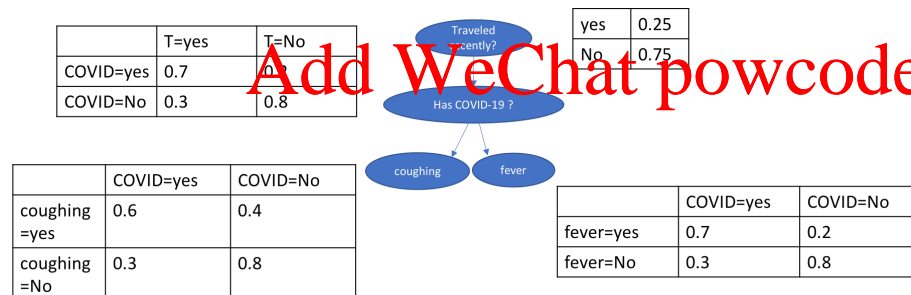 Traveled
recently?
yes 0.25
No 0.75
T=yes T=No
COVID=yes 0.7
COVID=No 0.3 0.8
Add WeChat powcode
Has COVID-19 ?
coughing fever
COVID=yes COVID=No
coughing
=yes 0.6 0.4
coughing
=No 0.3 0.8
COVID=yes COVID=No
fever=yes 0.7 0.2
fever=No 0.3 0.8